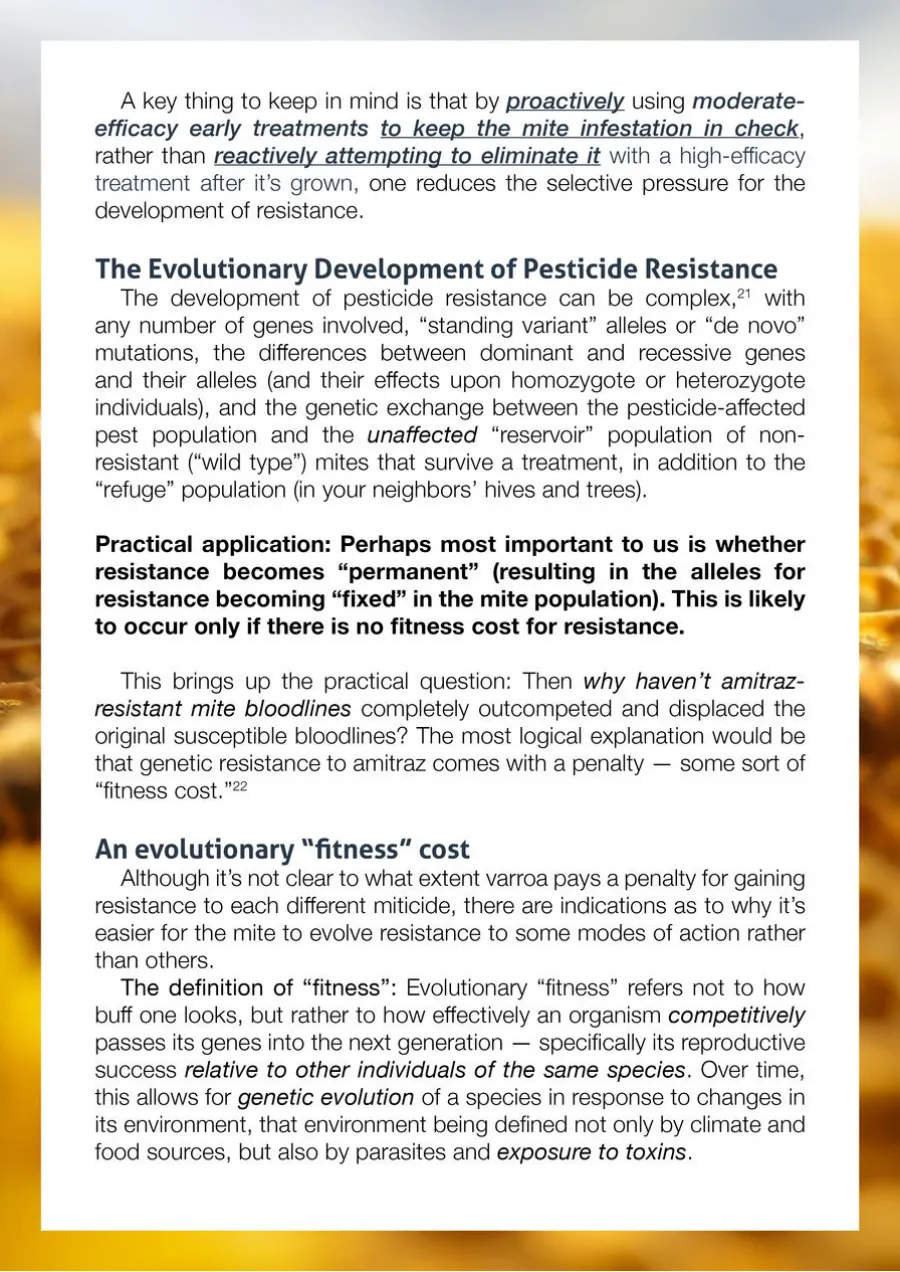 A key thing to keep in mind is that by proactively using moderate-
efficacy early treatments to keep the mite infestation in check,
rather than reactively attempting to eliminate it with a high-efficacy
treatment after it’s grown, one reduces the selective pressure for the
development of resistance.
The Evolutionary Development of Pesticide Resistance
The development of pesticide resistance can be complex,²¹ with
any number of genes involved, “standing variant” alleles or “de novo”
mutations, the differences between dominant and recessive genes
and their alleles (and their effects upon homozygote or heterozygote
individuals), and the genetic exchange between the pesticide-affected
pest population and the unaffected “reservoir” population of non-
resistant (“wild type”) mites that survive a treatment, in addition to the
“refuge” population (in your neighbors’ hives and trees).
Practical application: Perhaps most important to us is whether
resistance becomes “permanent” (resulting in the alleles for
resistance becoming “fixed” in the mite population). This is likely
to occur only if there is no fitness cost for resistance.
This brings up the practical question: Then why haven’t amitraz-
resistant mite bloodlines completely outcompeted and displaced the
original susceptible bloodlines? The most logical explanation would be
that genetic resistance to amitraz comes with a penalty — some sort of
“fitness cost.”²²
An evolutionary “fitness” cost
Although it’s not clear to what extent varroa pays a penalty for gaining
resistance to each different miticide, there are indications as to why it’s
easier for the mite to evolve resistance to some modes of action rather
than others.
The definition of “fitness”: Evolutionary “fitness” refers not to how
buff one looks, but rather to how effectively an organism competitively
passes its genes into the next generation — specifically its reproductive
success relative to other individuals of the same species. Over time,
this allows for genetic evolution of a species in response to changes in
its environment, that environment being defined not only by climate and
food sources, but also by parasites and exposure to toxins.